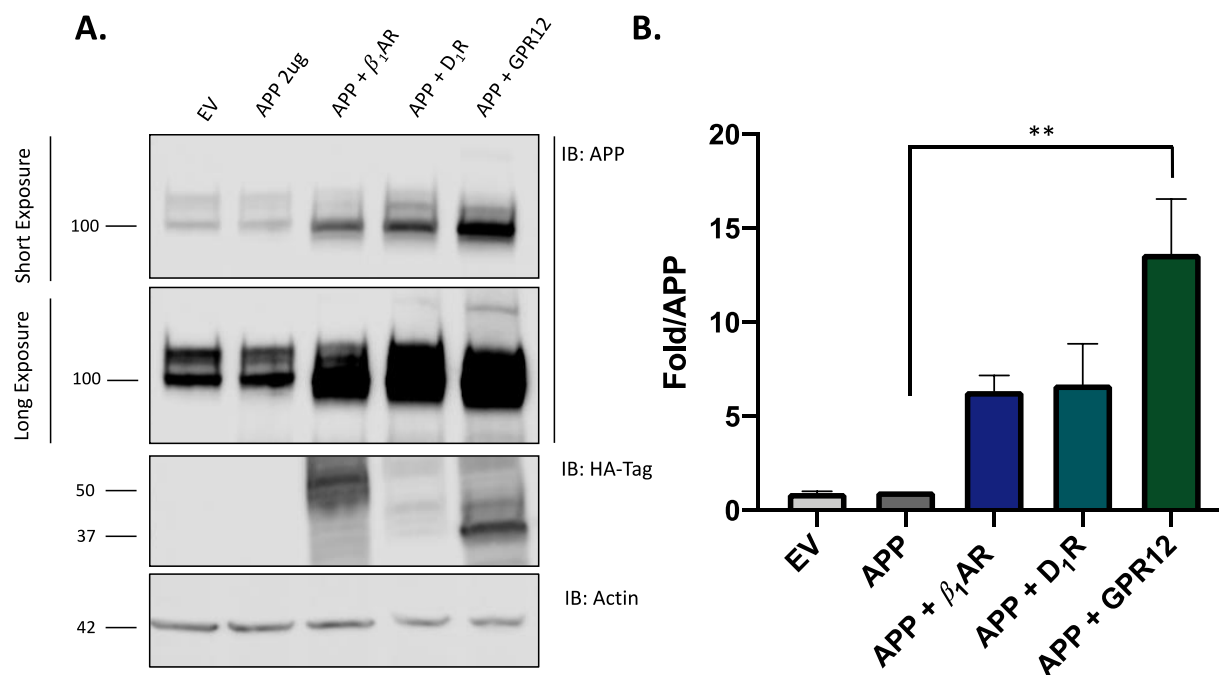 A.
EV
APP 2ug
APP + β₁AR
APP + D₁R
APP + GPR12
Short Exposure
100
IB: APP
Long Exposure
100
50
37
IB: HA-Tag
42
IB: Actin
B.
Fold/APP
20
15
10
5
0
**
EV
APP
APP + β₁AR
APP + D₁R
APP + GPR12